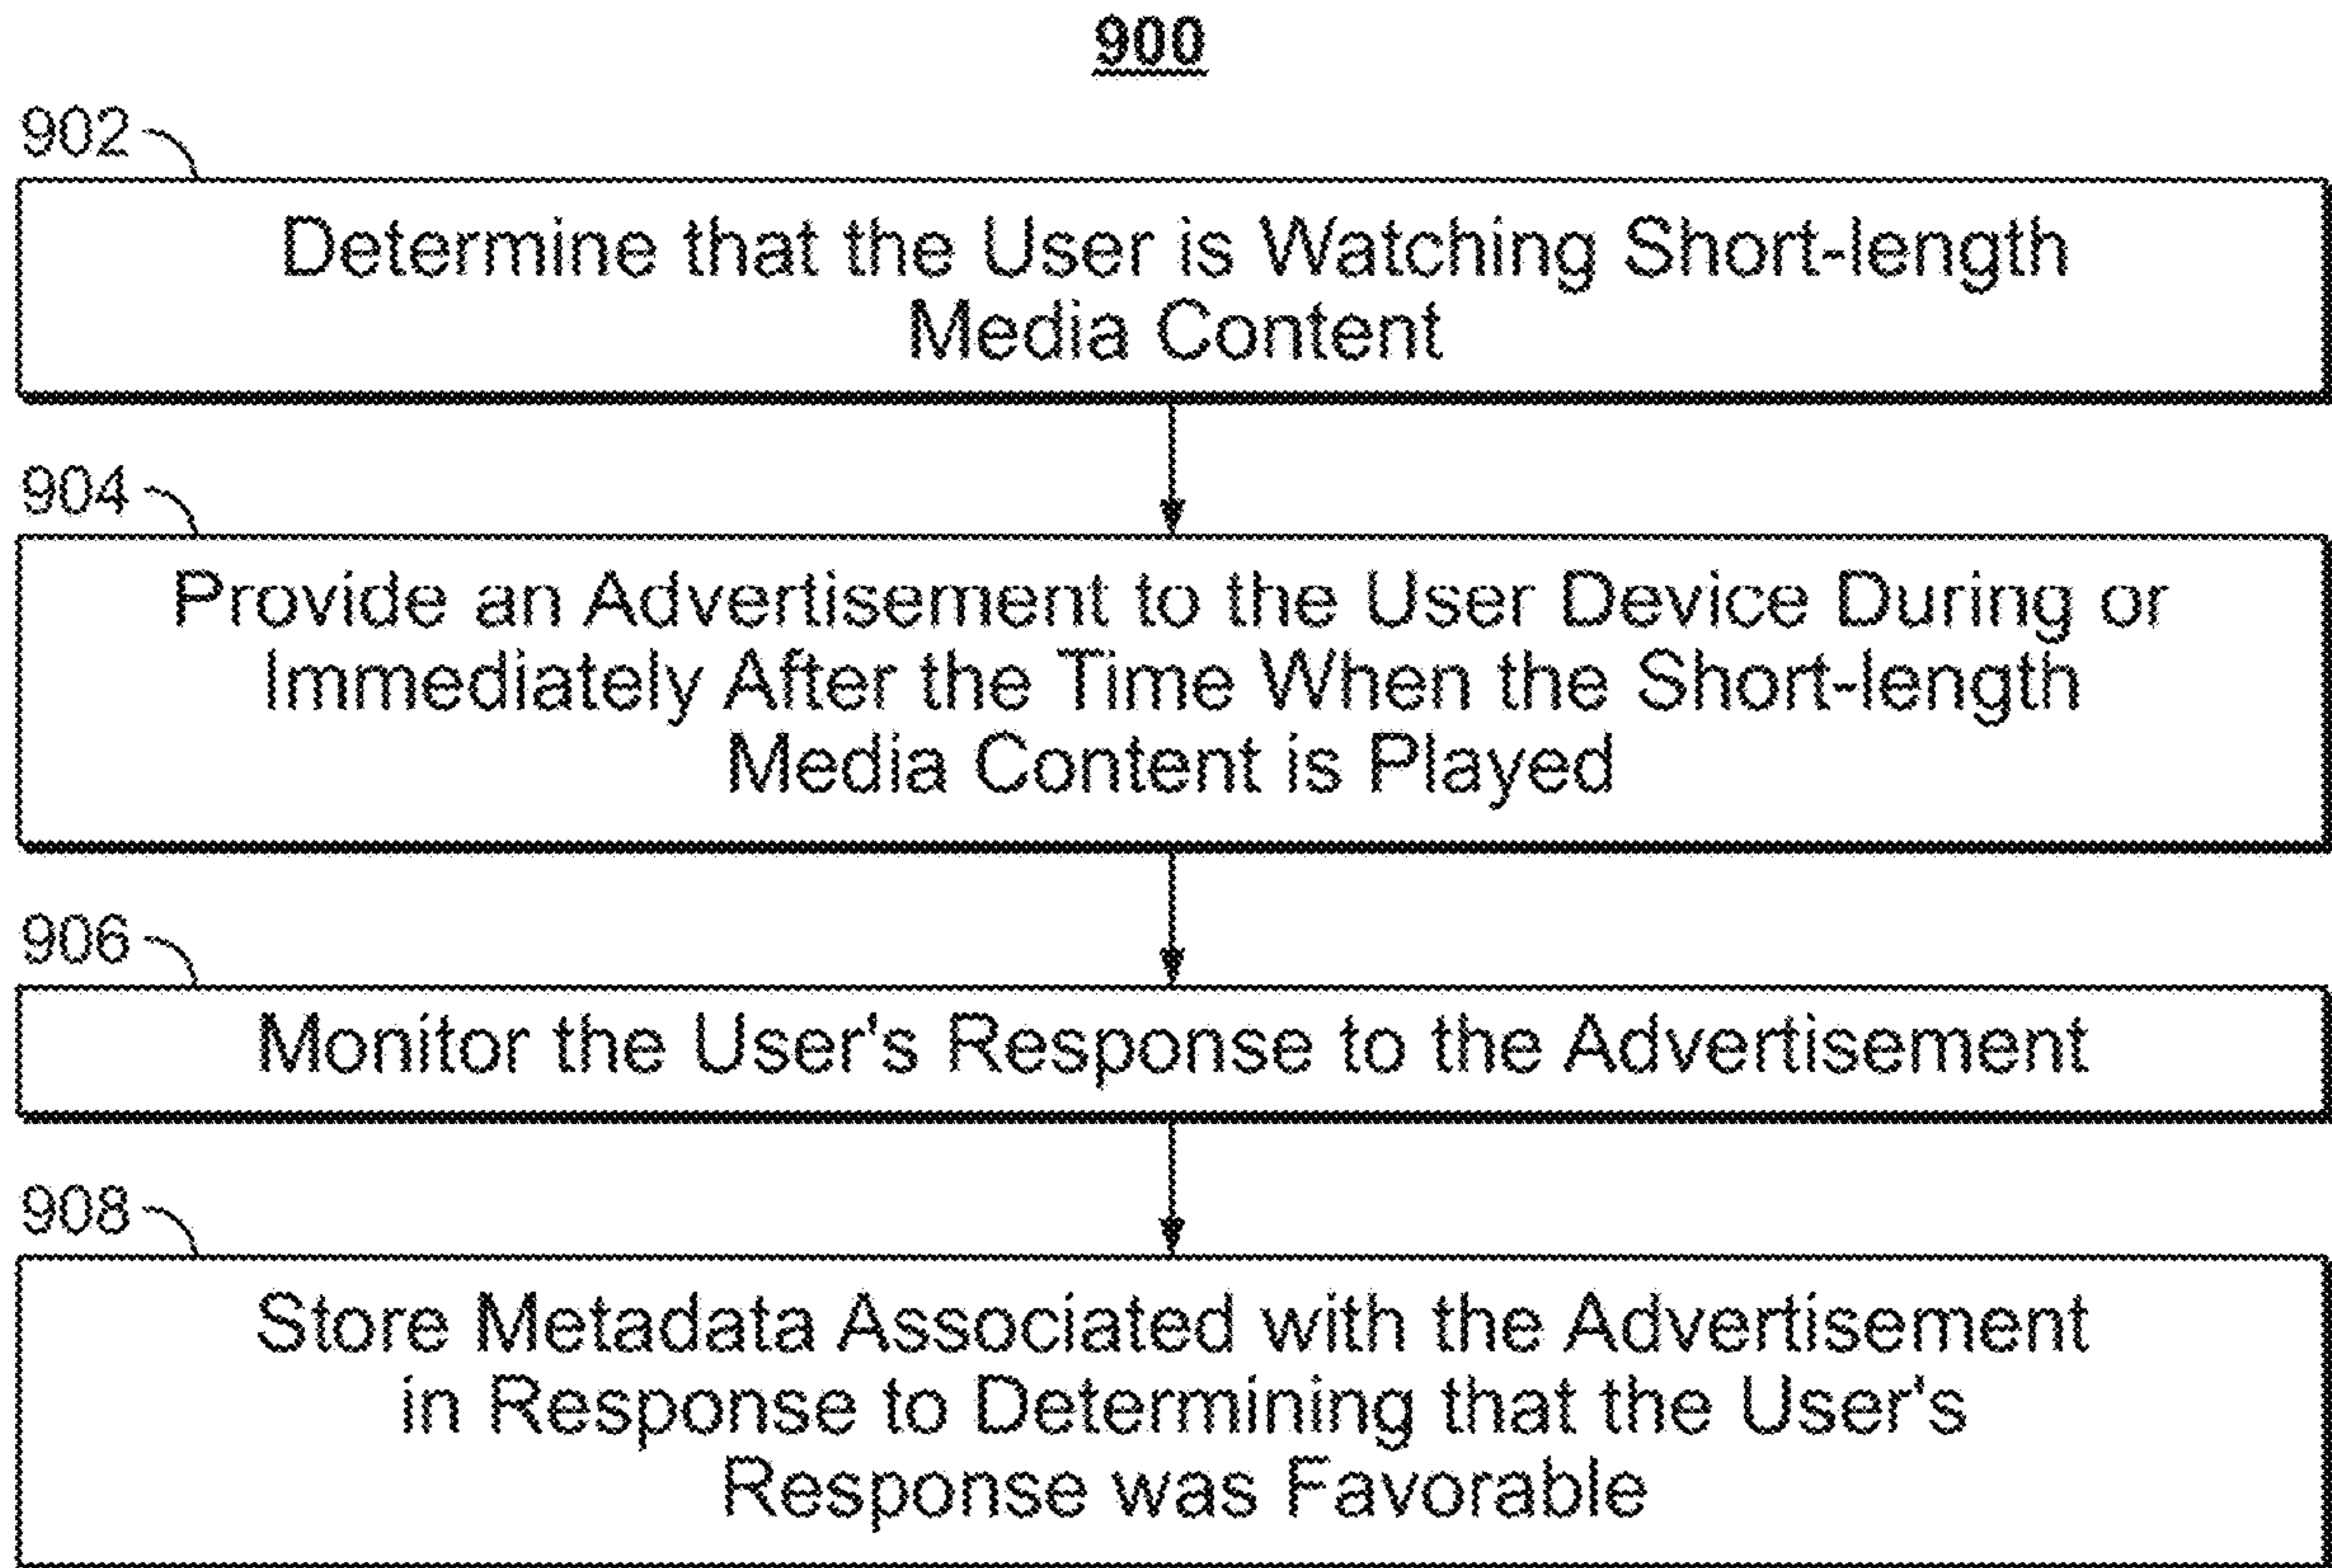 900
902
Determine that the User is Watching Short-length
Media Content
904
Provide an Advertisement to the User Device During or
Immediately After the Time When the Short-length
Media Content is Played
906
Monitor the User's Response to the Advertisement
908
Store Metadata Associated with the Advertisement
in Response to Determining that the User's
Response was Favorable